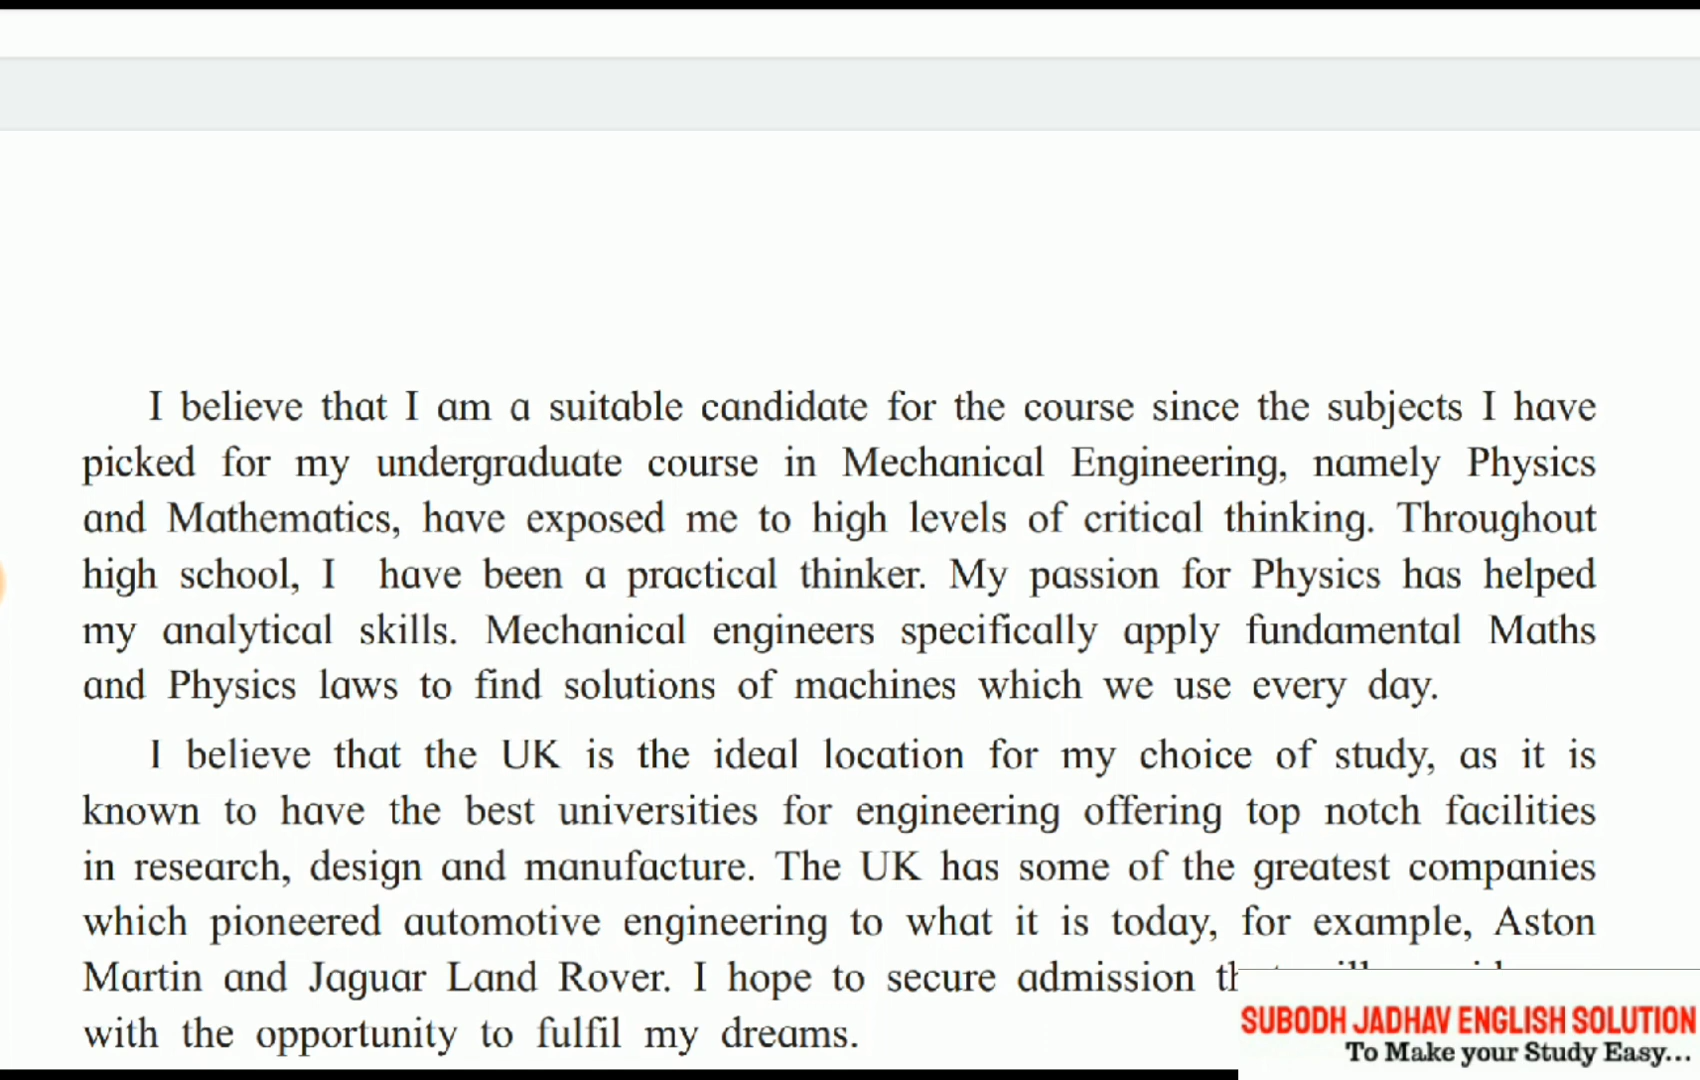 I believe that I am a suitable candidate for the course since the subjects I have
picked for my undergraduate course in Mechanical Engineering, namely Physics
and Mathematics, have exposed me to high levels of critical thinking. Throughout
high school, I have been a practical thinker. My passion for Physics has helped
my analytical skills. Mechanical engineers specifically apply fundamental Maths
and Physics laws to find solutions of machines which we use every day.
I believe that the UK is the ideal location for my choice of study, as it is
known to have the best universities for engineering offering top notch facilities
in research, design and manufacture. The UK has some of the greatest companies
which pioneered automotive engineering to what it is today, for example, Aston
Martin and Jaguar Land Rover. I hope to secure admission
with the opportunity to fulfil my dreams.
SUBODH JADHAV ENGLISH SOLUTION
To Make your Study Easy...